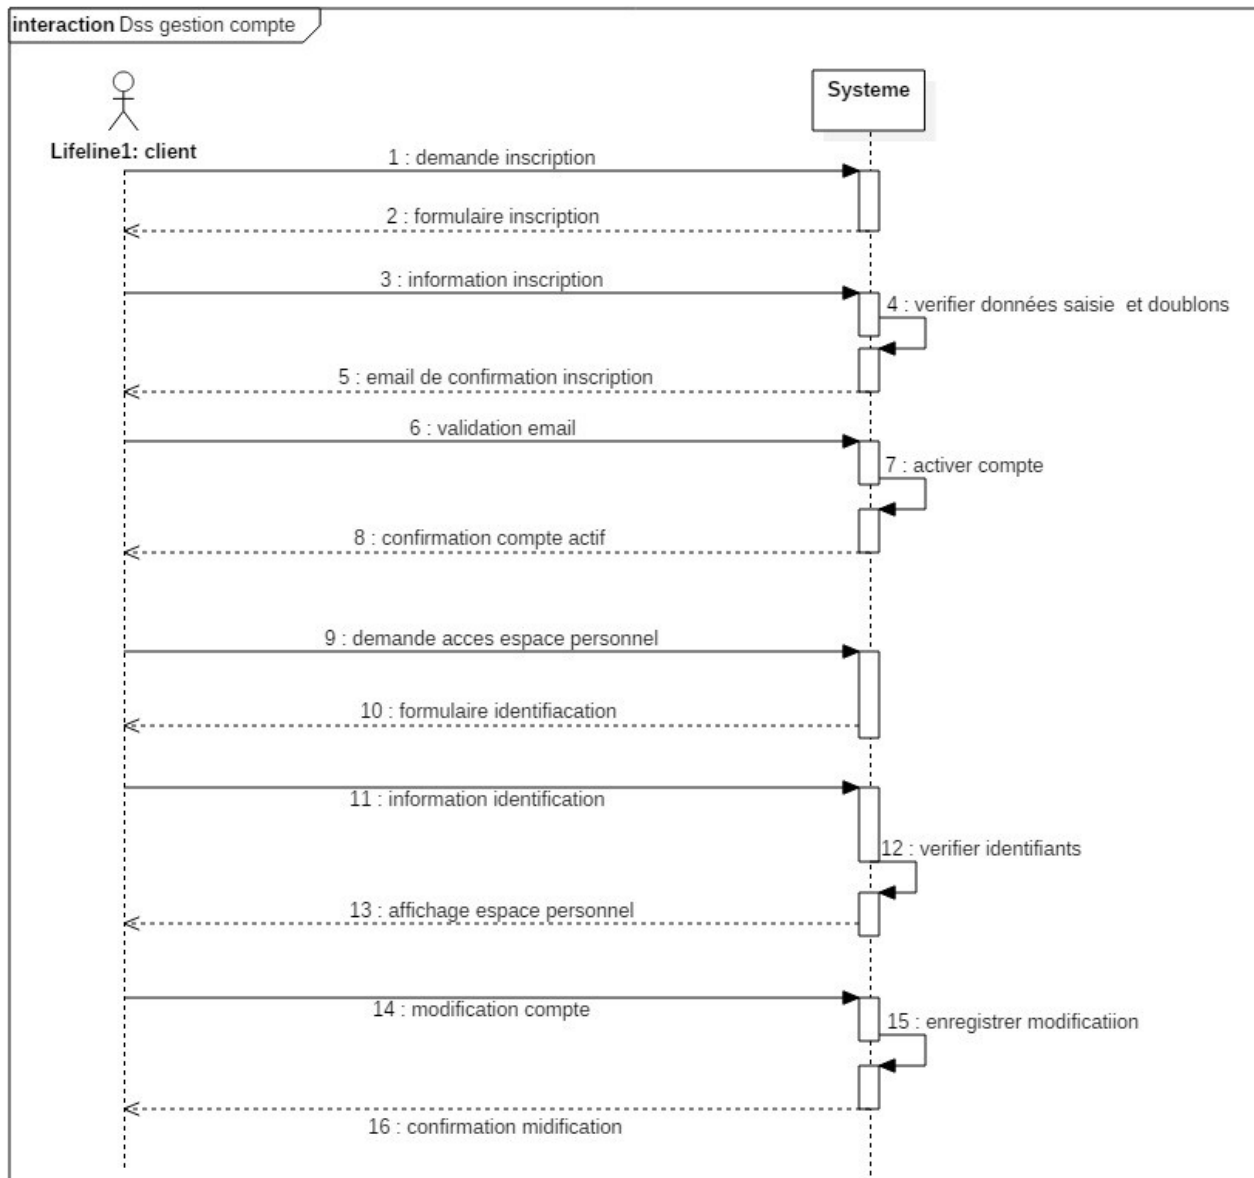 interaction Dss gestion compte
Systeme
Lifeline1: client
1 : demande inscription
2 : formulaire inscription
3 : information inscription
4 : verifier données saisie  et doublons
5 : email de confirmation inscription
6 : validation email
7 : activer compte
8 : confirmation compte actif
9 : demande acces espace personnel
10 : formulaire identifiacation
11 : information identification
12 : verifier identifiants
13 : affichage espace personnel
14 : modification compte
15 : enregistrer modificatiion
16 : confirmation midification